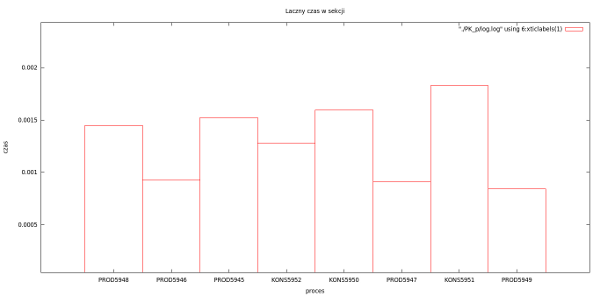 Laczny czas w sekcji
"./PK_p/log.log" using 6:xticlabels(1)
0.002
0.0015
0.001
0.0005
czas
PROD5948 PROD5946 PROD5945 KONS5952 KONS5950 PROD5947 KONS5951 PROD5949
proces